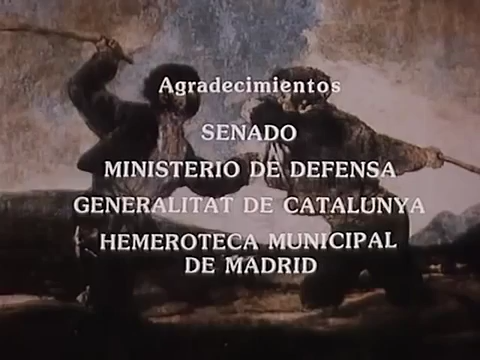 Agradecimientos
SENADO
MINISTERIO DE DEFENSA
GENERALITAT DE CATALUNYA
HEMEROTECA MUNICIPAL
DE MADRID